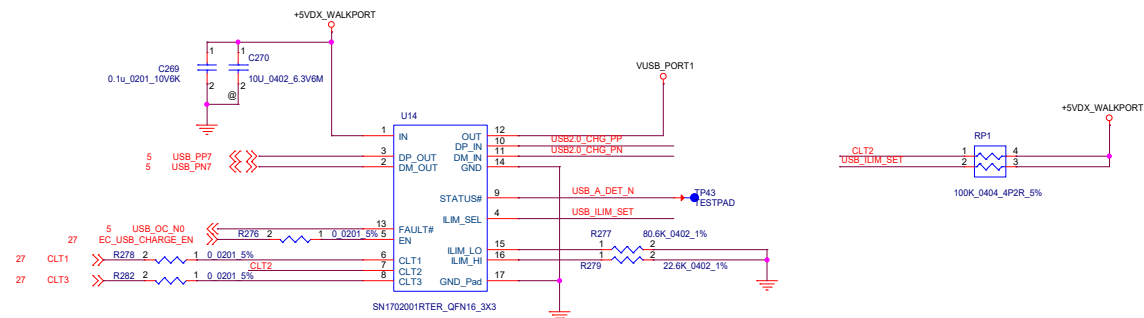 +5VDX_WALKPORT
1
1
C269
0.1u_0201_10V6K
C270
10U_0402_6.3V6M
2
2
@
VUSB_PORT1
+5VDX_WALKPORT
U14
1 IN
OUT 12
DP_IN 10 USB2.0_CHG_PP
DM_IN 11 USB2.0_CHG_PN
GND 14
5 USB_PP7 3 DP_OUT
5 USB_PN7 2 DM_OUT
STATUS# 9 USB_A_DET_N TP43
TESTPAD
ILIM_SEL 4 USB_ILIM_SET
5 USB_OC_N0 13 FAULT#
27 EC_USB_CHARGE_EN R276 2 1 0_0201_5% 5 EN
ILIM_LO 15 R277 1 2 80.6K_0402_1%
ILIM_HI 16 R279 1 2 22.6K_0402_1%
27 CLT1 R278 2 1 0_0201_5% 6 CLT1
CLT2 7 CLT2
27 CLT3 R282 2 1 0_0201_5% 8 CLT3
GND_Pad 17
SN1702001RTER_QFN16_3X3
RP1
CLT2 1 4
USB_ILIM_SET 2 3
100K_0404_4P2R_5%